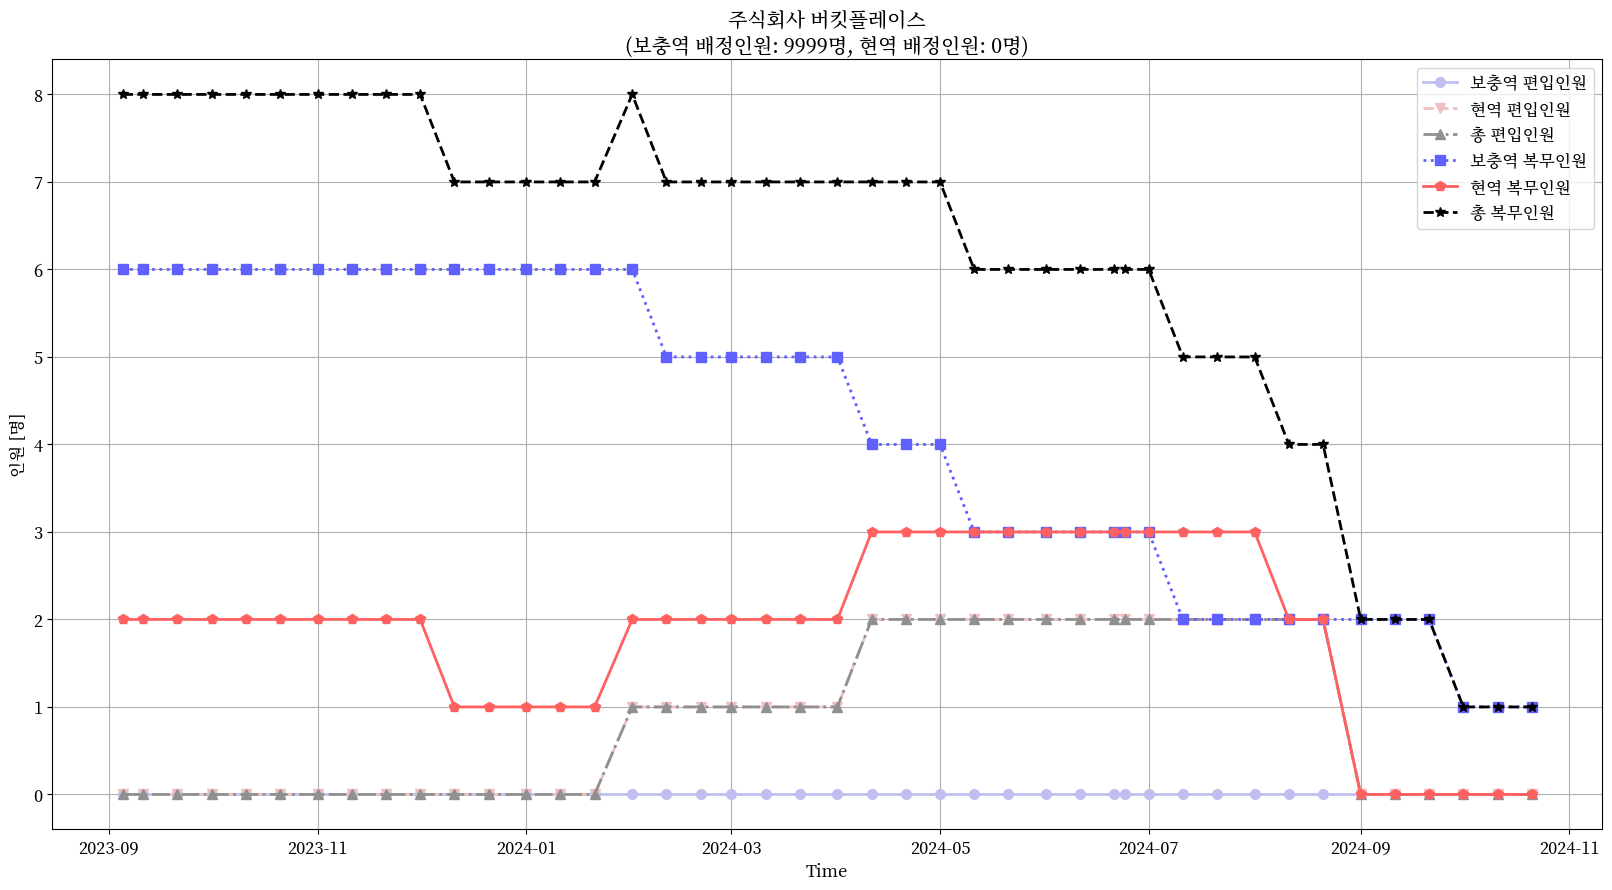 주식회사 버킷플레이스
(보충역 배정인원: 9999명, 현역 배정인원: 0명)
보충역 편입인원
현역 편입인원
총 편입인원
보충역 복무인원
현역 복무인원
총 복무인원
인원 [명]
8
7
6
5
4
3
2
1
0
2023-09 2023-11 2024-01 2024-03 2024-05 2024-07 2024-09 2024-11
Time